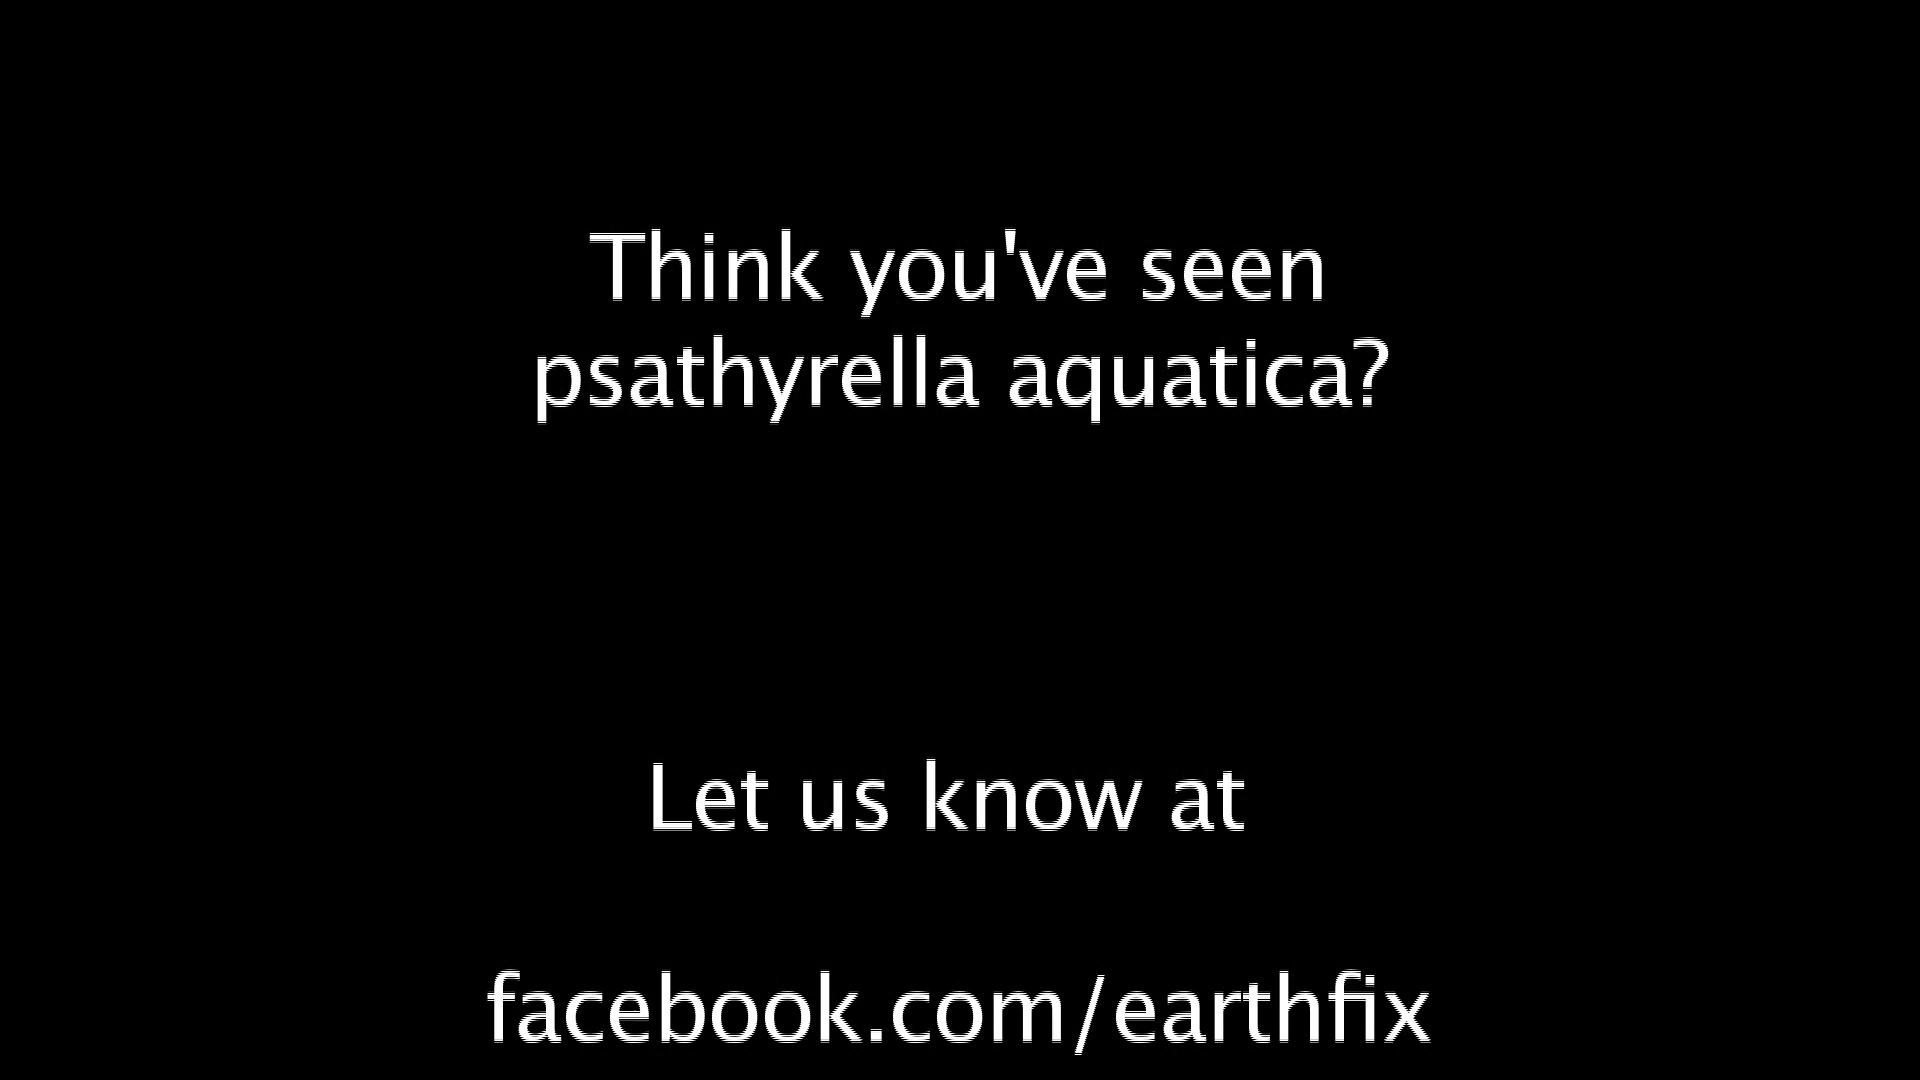 Think you've seen
psathyrella aquatica?
Let us know at
facebook.com/earthfix